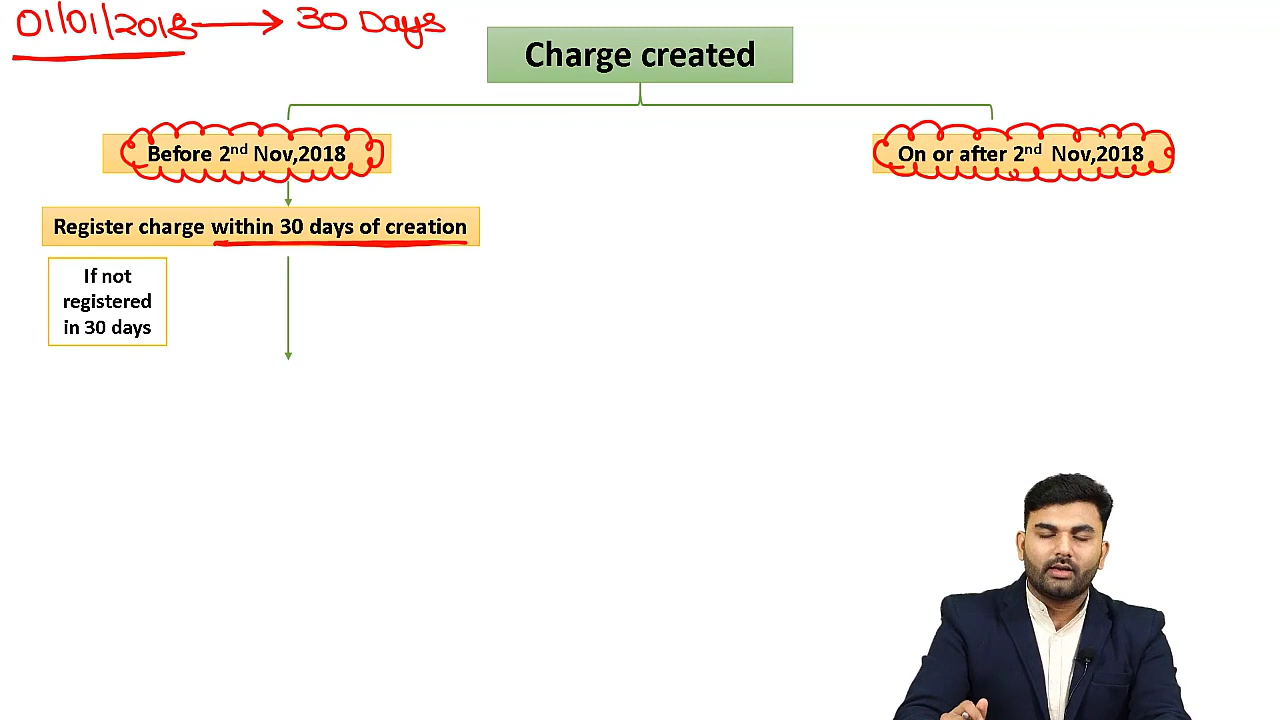 01/01/2018 → 30 Days
Charge created
Before 2nd Nov,2018
On or after 2nd Nov,2018
Register charge within 30 days of creation
If not
registered
in 30 days